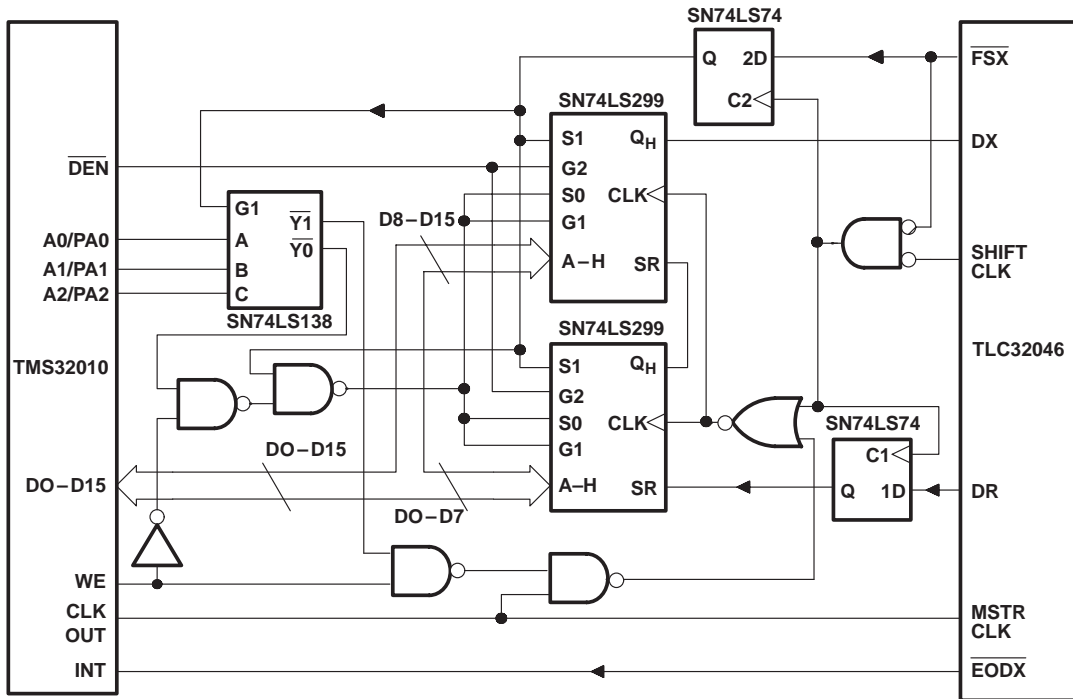 SN74LS74
Q 2D
C2
FSX
SN74LS299
S1 QH
G2
S0 CLK
G1
A–H SR
DX
DEN
G1 Y1
A Y0
B
C
A0/PA0
A1/PA1
A2/PA2
SN74LS138
D8–D15
SHIFT
CLK
TMS32010
TLC32046
SN74LS299
S1 QH
G2
S0 CLK
G1
A–H SR
SN74LS74
C1
Q 1D
DR
DO–D15
DO–D15
DO–D7
WE
CLK
OUT
MSTR
CLK
INT
EODX